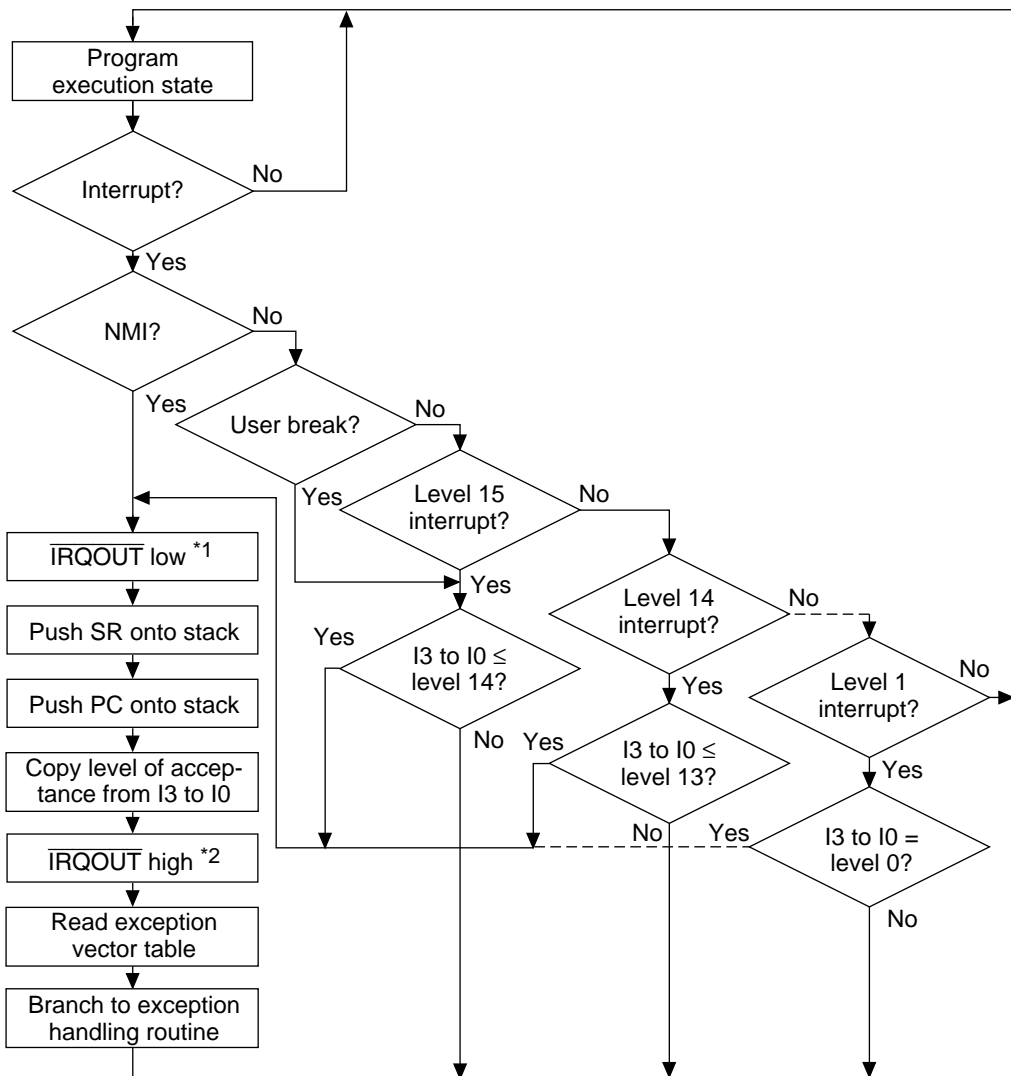 Program
execution state
No
Interrupt?
Yes
No
NMI?
Yes
No
User break?
Yes
No
Level 15
interrupt?
IRQOUT low *1
Yes
No
Level 14
interrupt?
Push SR onto stack
Yes
I3 to I0 ≤
level 14?
No
Level 1
interrupt?
Push PC onto stack
Yes
No
Yes
I3 to I0 ≤
level 13?
Yes
Copy level of accep-
tance from I3 to I0
No
Yes
I3 to I0 =
level 0?
IRQOUT high *2
No
Read exception
vector table
Branch to exception
handling routine